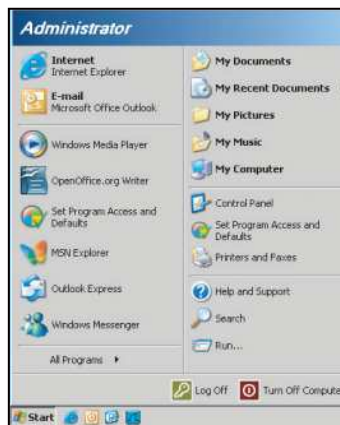 Administrator
Internet
Internet Explorer
E-mail
Microsoft Office Outlook
Windows Media Player
OpenOffice.org Writer
Set Program Access and
Defaults
MSN Explorer
Outlook Express
Windows Messenger
All Programs
My Documents
My Recent Documents
My Pictures
My Music
My Computer
Control Panel
Set Program Access and
Defaults
Printers and Faxes
Help and Support
Search
Run...
Log Off
Turn Off Compute
Start